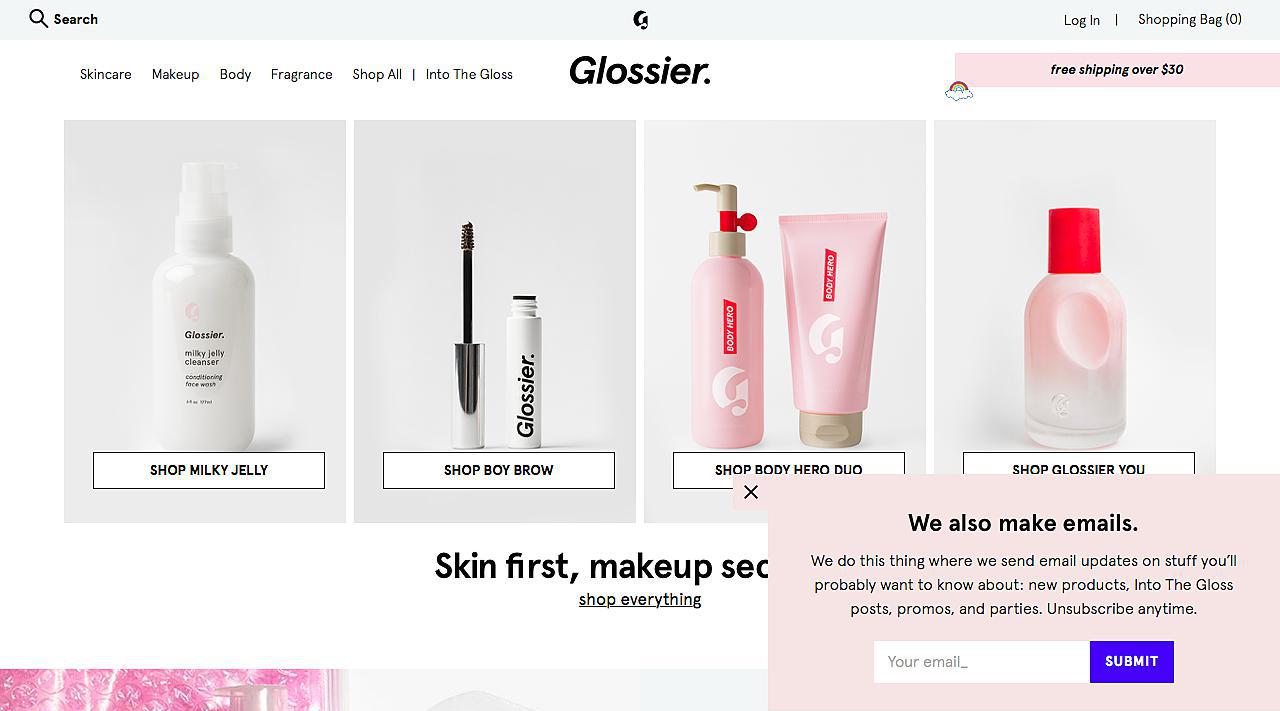 Search
Log In | Shopping Bag (0)
Skincare Makeup Body Fragrance Shop All | Into The Gloss
Glossier.
free shipping over $30
Glossier.
milky jelly
cleanser
conditioning
face wash
6 fl oz 177ml
Glossier.
BODY HERO
BODY HERO
SHOP MILKY JELLY
SHOP BOY BROW
SHOP BODY HERO DUO
SHOP GLOSSIER YOU
Skin first, makeup sec
shop everything
We also make emails.
We do this thing where we send email updates on stuff you'll
probably want to know about: new products, Into The Gloss
posts, promos, and parties. Unsubscribe anytime.
Your email_
SUBMIT